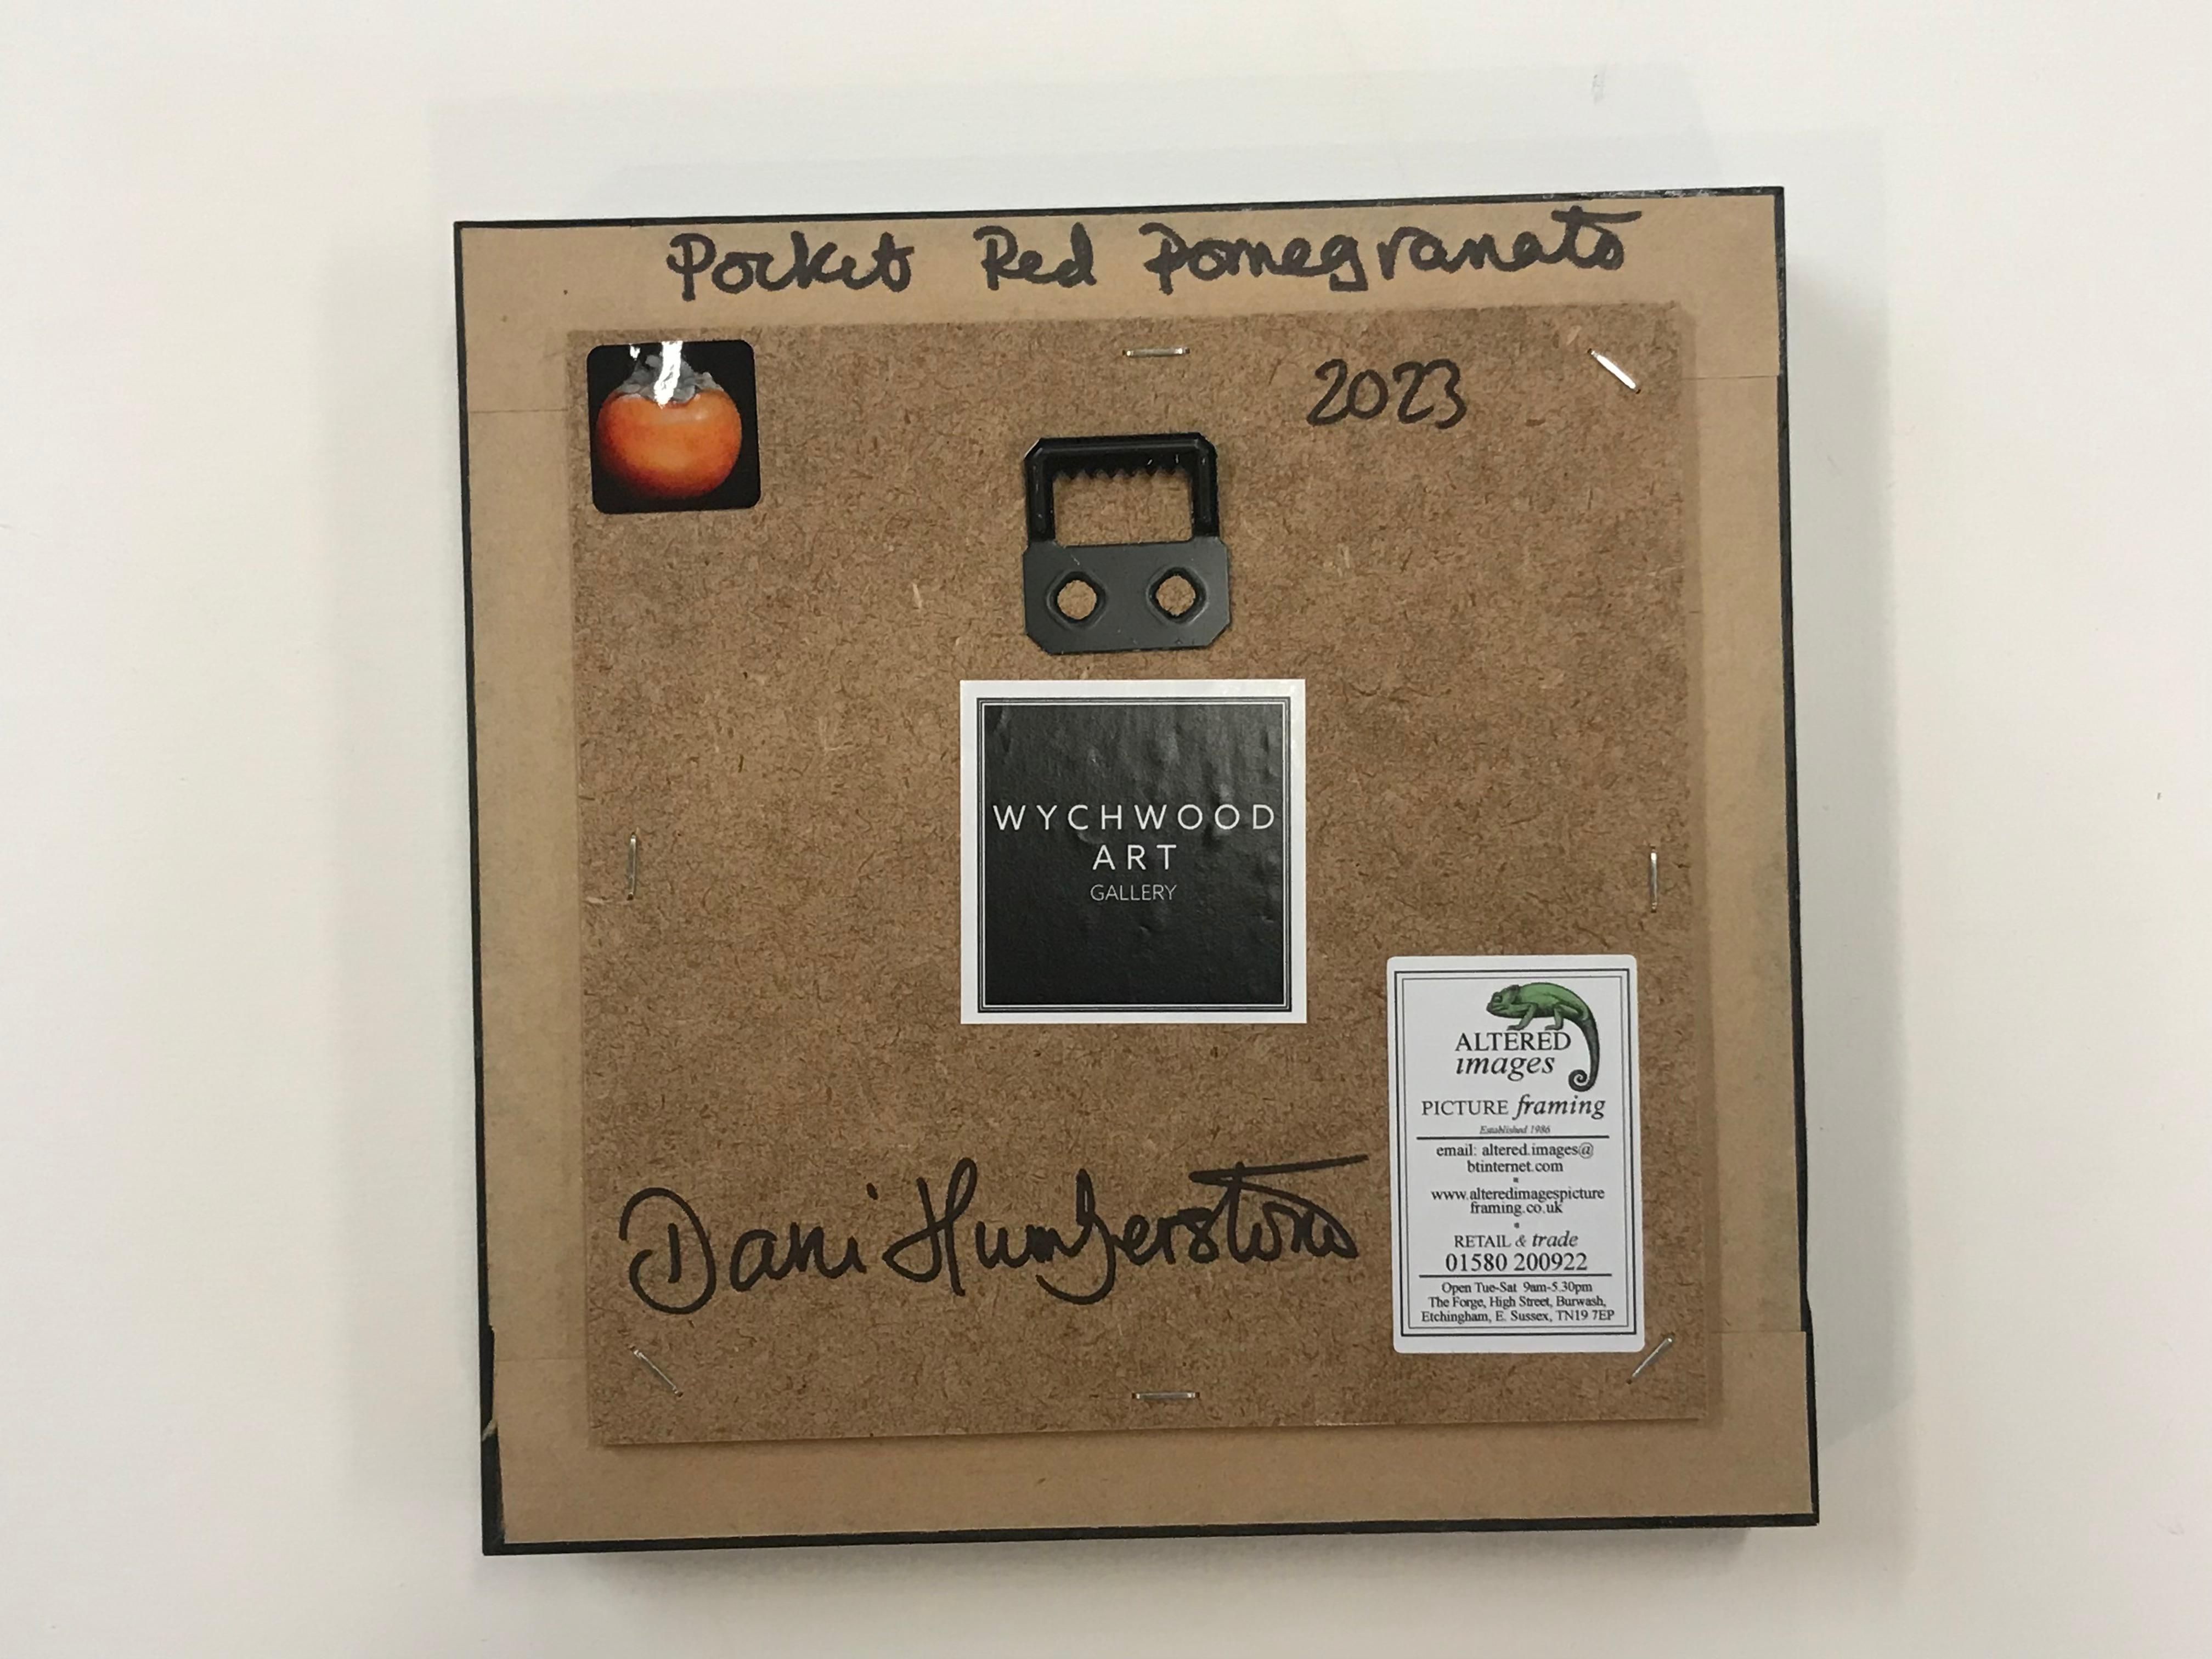 Pocket Red Pomegranate
2023
WYCHWOOD
ART
GALLERY
Dani Humberstone
ALTERED
images
PICTURE framing
Established 1986
email: altered.images@
btinternet.com
www.alteredimagespicture
framing.co.uk
RETAIL & trade
01580 200922
Open Tue-Sat 9am-5.30pm
The Forge, High Street, Burwash,
Etchingham, E. Sussex, TN19 7EP